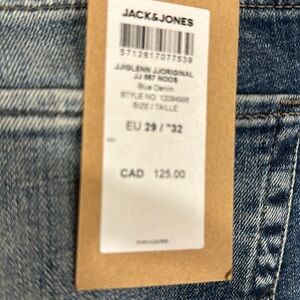 JACK&JONES
5712817077539
JJIGLENN JJORIGINAL
JJ 887 NOOS
Blue Denim
STYLE NO.
SIZE / TAILLE
EU 29 / "32
CAD 125.00